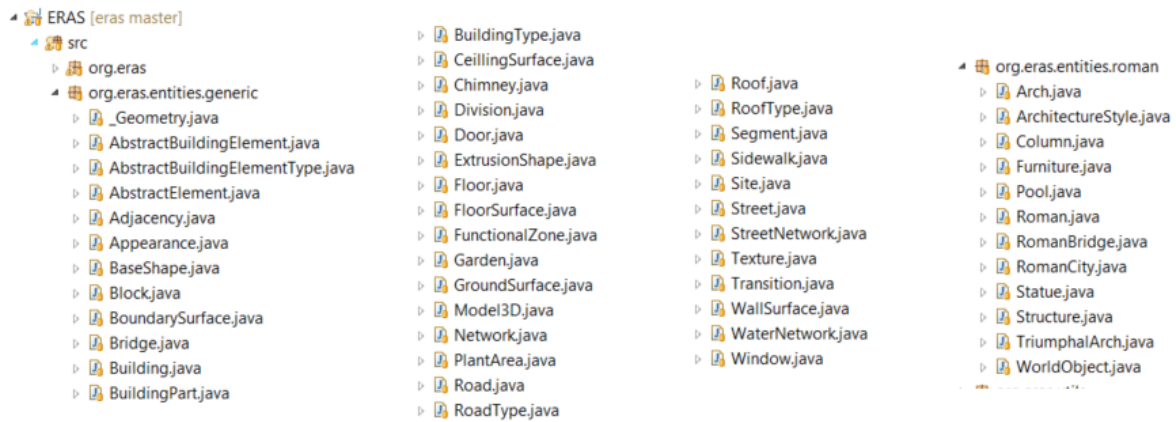 ERAS [eras master]
src
org.eras
org.eras.entities.generic
_Geometry.java
AbstractBuildingElement.java
AbstractBuildingElementType.java
AbstractElement.java
Adjacency.java
Appearance.java
BaseShape.java
Block.java
BoundarySurface.java
Bridge.java
Building.java
BuildingPart.java
BuildingType.java
CeillingSurface.java
Chimney.java
Division.java
Door.java
ExtrusionShape.java
Floor.java
FloorSurface.java
FunctionalZone.java
Garden.java
GroundSurface.java
Model3D.java
Network.java
PlantArea.java
Road.java
RoadType.java
Roof.java
RoofType.java
Segment.java
Sidewalk.java
Site.java
Street.java
StreetNetwork.java
Texture.java
Transition.java
WallSurface.java
WaterNetwork.java
Window.java
org.eras.entities.roman
Arch.java
ArchitectureStyle.java
Column.java
Furniture.java
Pool.java
Roman.java
RomanBridge.java
RomanCity.java
Statue.java
Structure.java
TriumphalArch.java
WorldObject.java